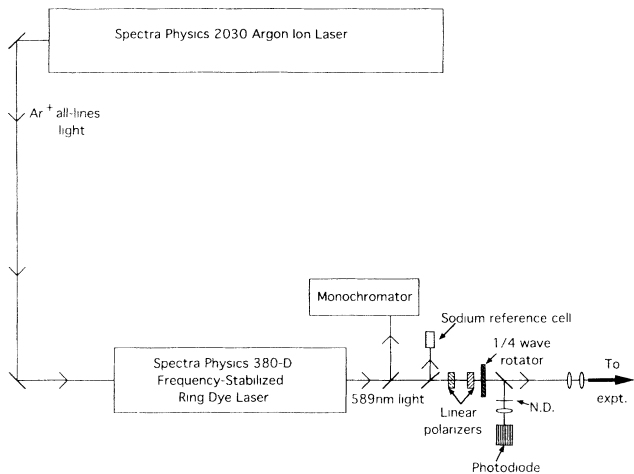 Spectra Physics 2030 Argon Ion Laser
Ar + all-lines
light
Monochromator
Sodium reference cell
1/4 wave
rotator
Spectra Physics 380-D
Frequency-Stabilized
Ring Dye Laser
589nm light
To
expt.
Linear
polarizers
N.D.
Photodiode